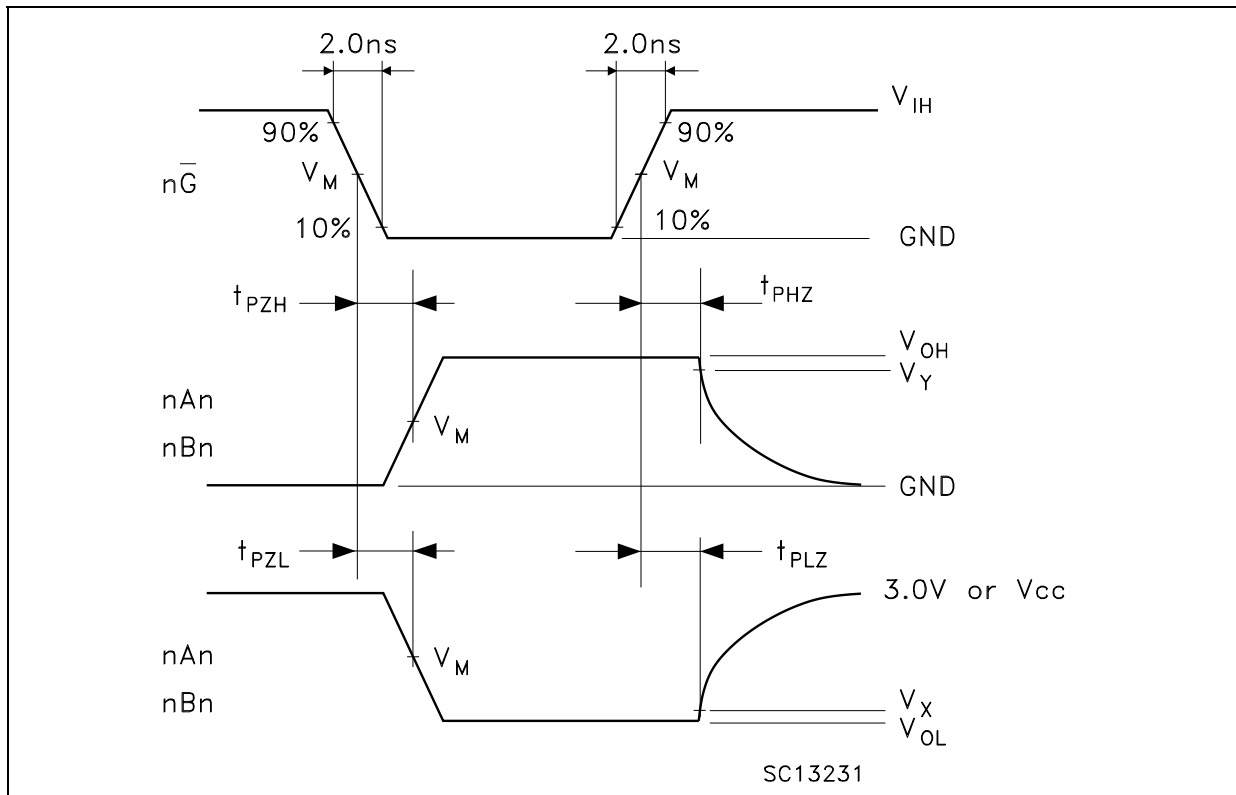 2.0ns 2.0ns
V_IH
90% 90%
nG̅ V_M V_M
10% 10%
GND
t_PZH t_PHZ
V_OH
V_Y
nAn
V_M
nBn
GND
t_PZL t_PLZ
3.0V or Vcc
nAn V_M
nBn V_X
V_OL
SC13231